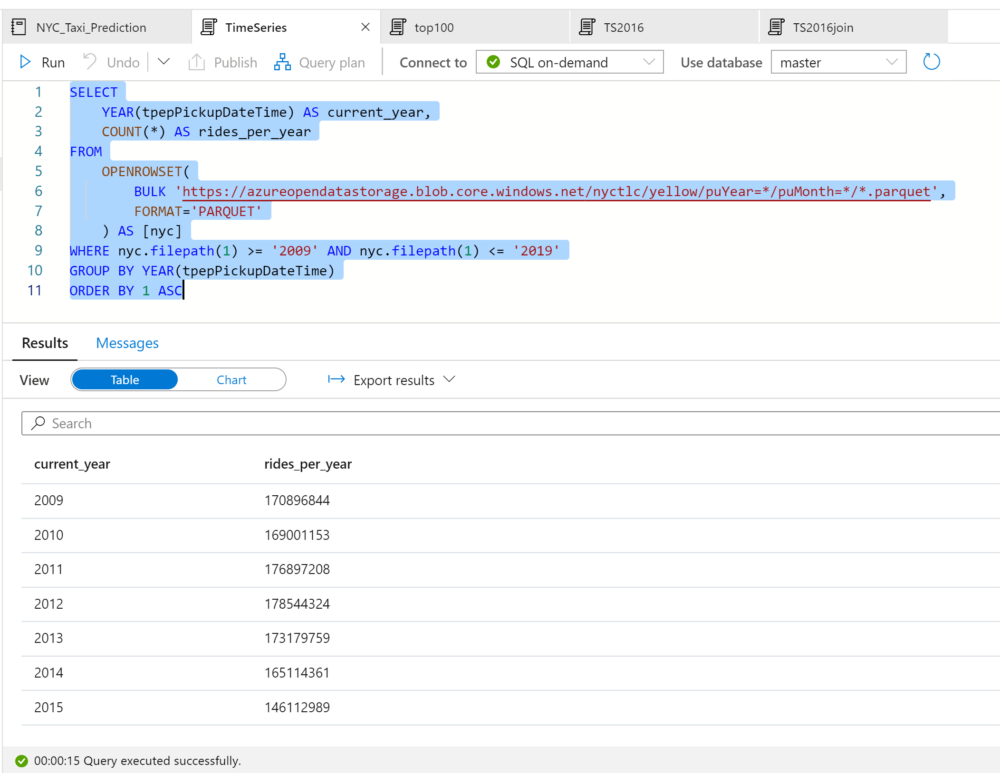 NYC_Taxi_Prediction TimeSeries top100 TS2016 TS2016join
Run Undo Publish Query plan Connect to SQL on-demand Use database master
1 SELECT
2     YEAR(tpepPickupDateTime) AS current_year,
3     COUNT(*) AS rides_per_year
4 FROM
5     OPENROWSET(
6         BULK 'https://azureopendatastorage.blob.core.windows.net/nyctlc/yellow/puYear=*/puMonth=*/*.parquet',
7         FORMAT='PARQUET'
8     ) AS [nyc]
9 WHERE nyc.filepath(1) >= '2009' AND nyc.filepath(1) <= '2019'
10 GROUP BY YEAR(tpepPickupDateTime)
11 ORDER BY 1 ASC
Results Messages
View Table Chart Export results
Search
current_year rides_per_year
2009 170896844
2010 169001153
2011 176897208
2012 178544324
2013 173179759
2014 165114361
2015 146112989
00:00:15 Query executed successfully.